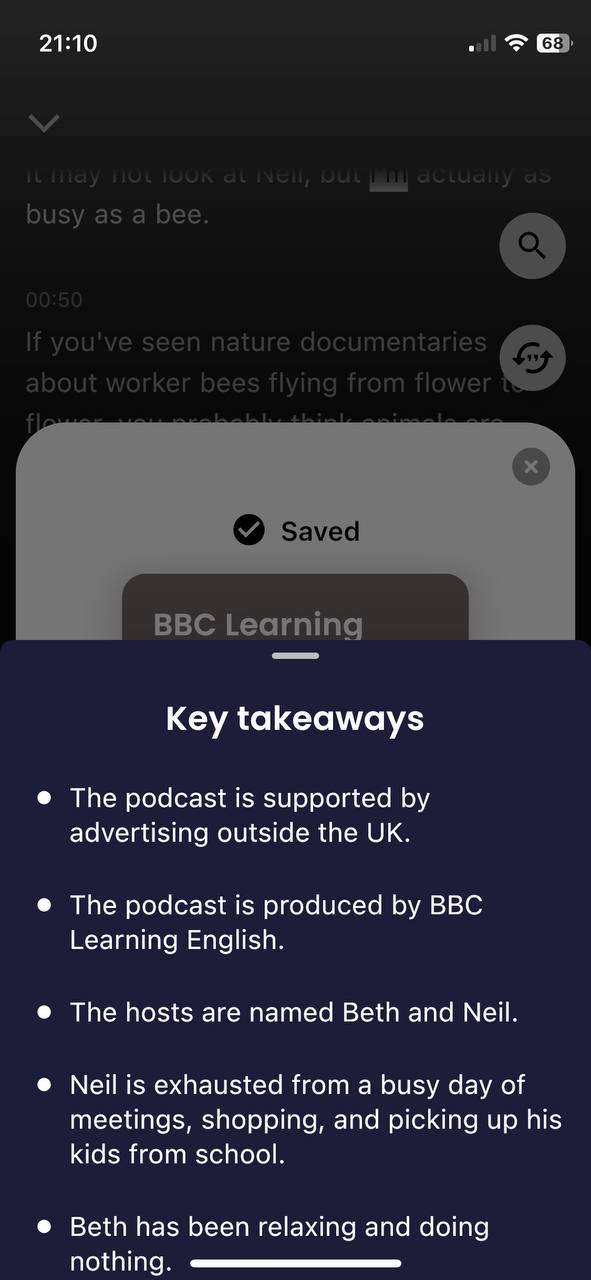 21:10
68
It may not look at Neil, but I'm actually as
busy as a bee.
00:50
If you've seen nature documentaries
about worker bees flying from flower to
flower, you probably think animals are
Saved
BBC Learning
Key takeaways
The podcast is supported by
advertising outside the UK.
The podcast is produced by BBC
Learning English.
The hosts are named Beth and Neil.
Neil is exhausted from a busy day of
meetings, shopping, and picking up his
kids from school.
Beth has been relaxing and doing
nothing.